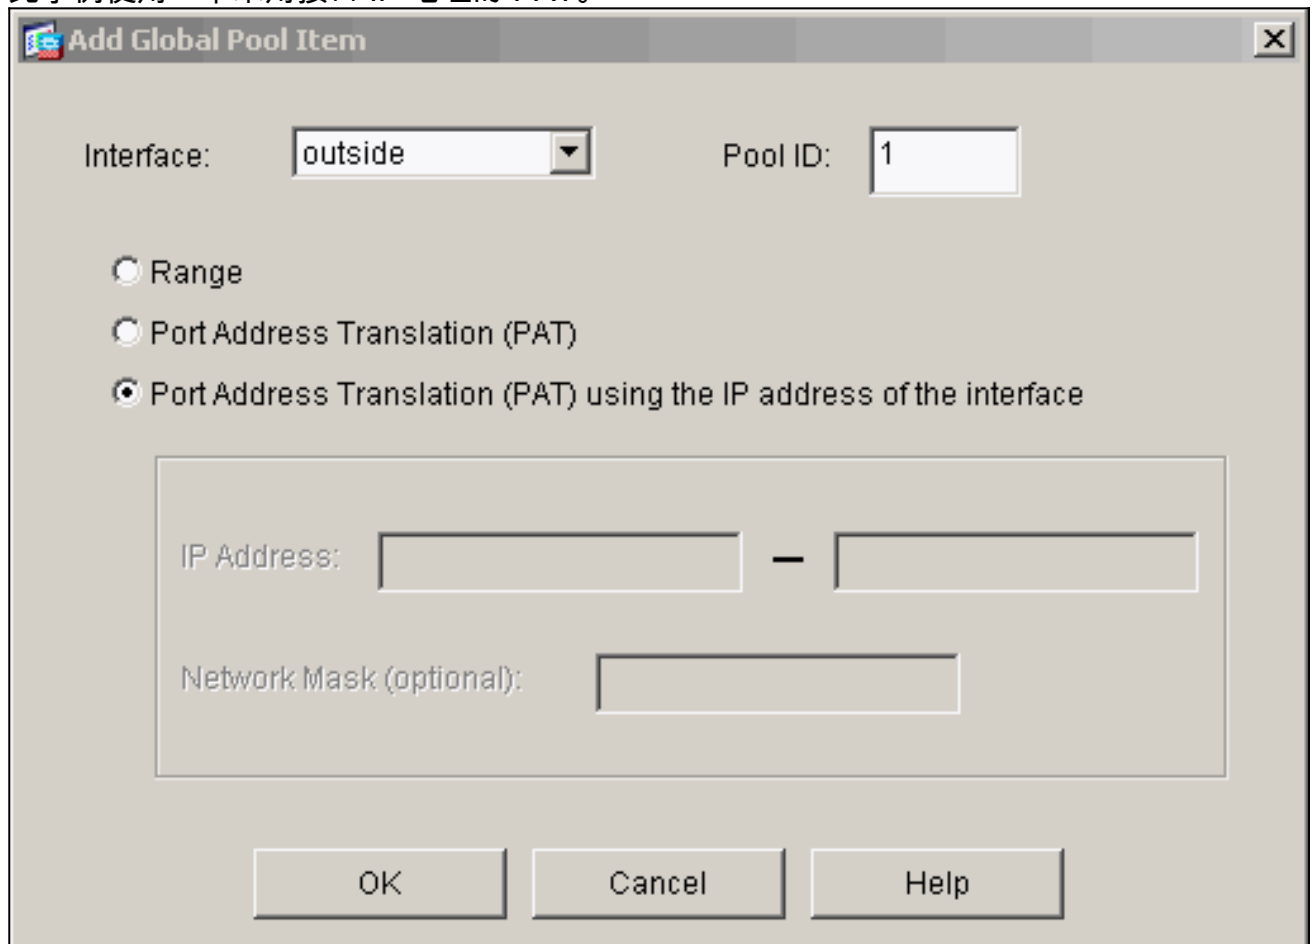 Add Global Pool Item
Interface: outside Pool ID: 1
Range
Port Address Translation (PAT)
Port Address Translation (PAT) using the IP address of the interface
IP Address: –
Network Mask (optional):
OK Cancel Help